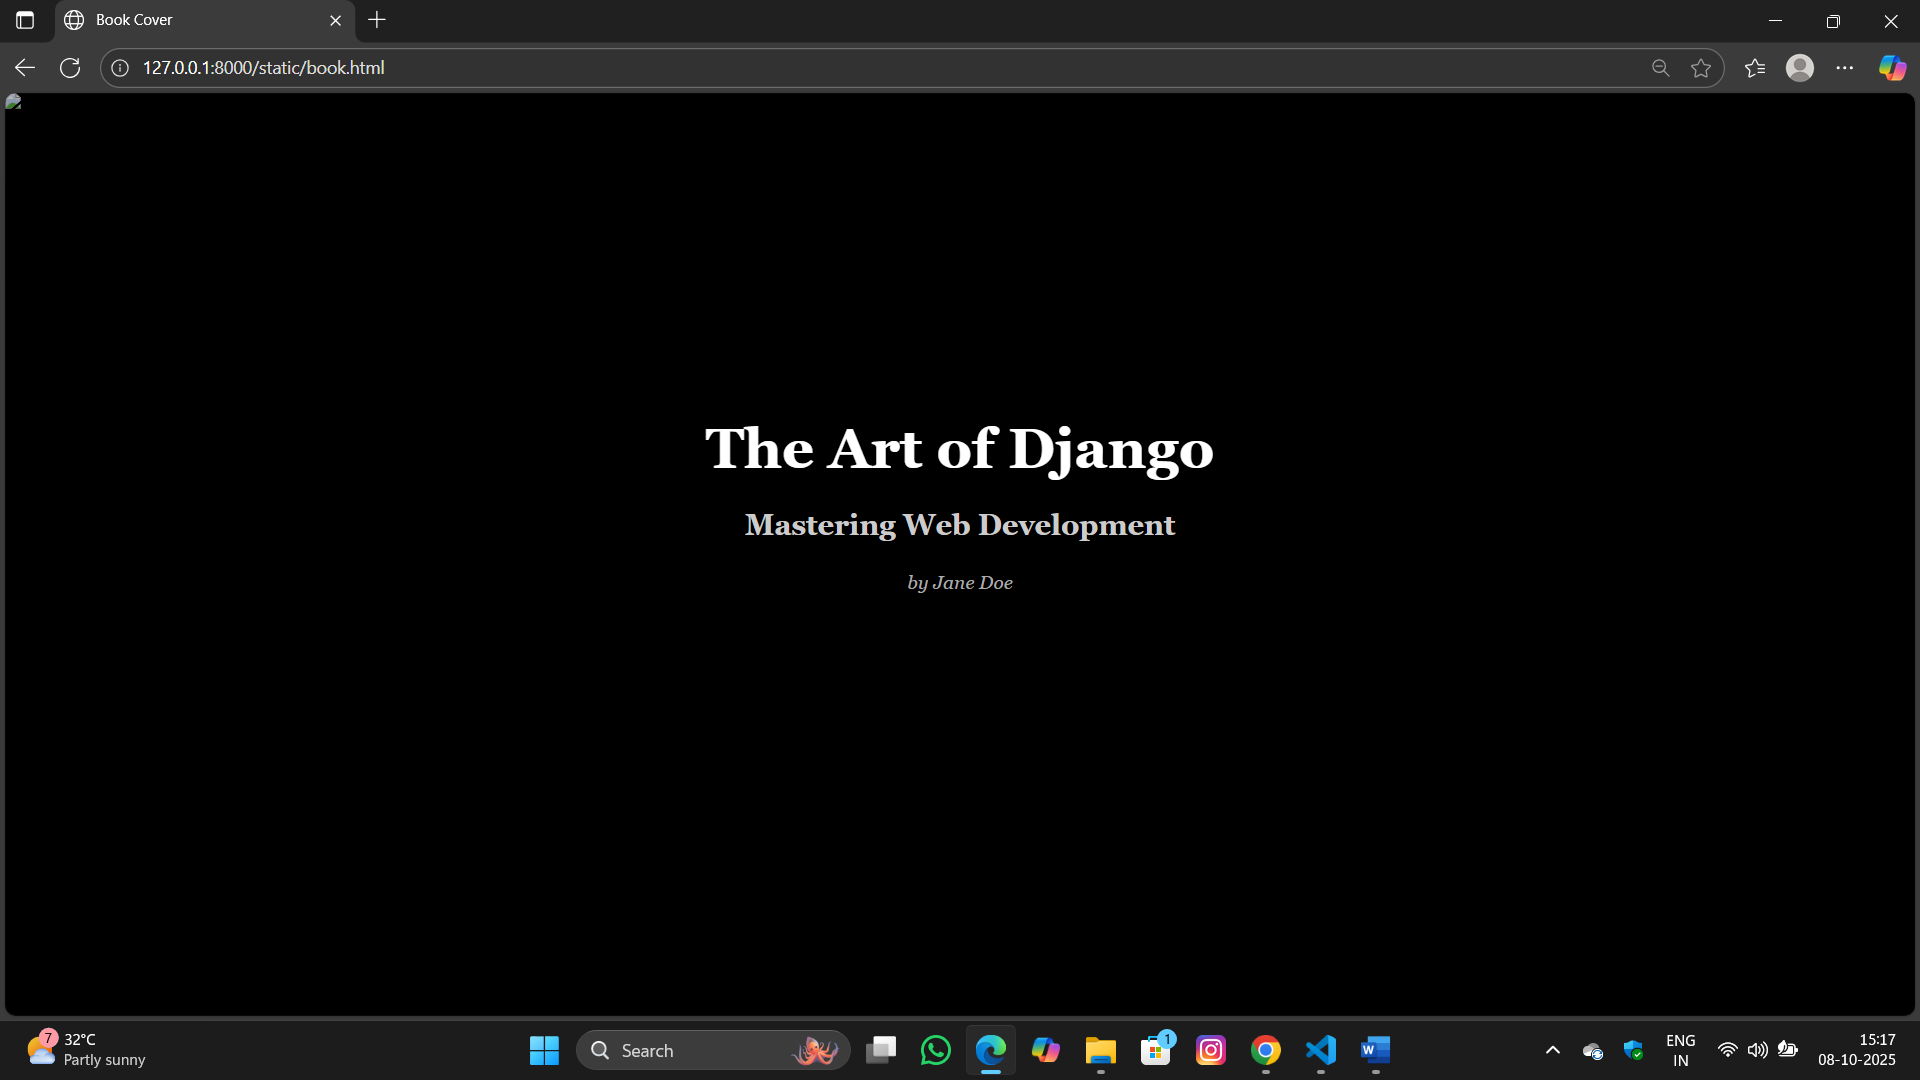 Book Cover
127.0.0.1:8000/static/book.html
The Art of Django
Mastering Web Development
by Jane Doe
7
32°C
Partly sunny
Search
1
W
ENG
IN
15:17
08-10-2025